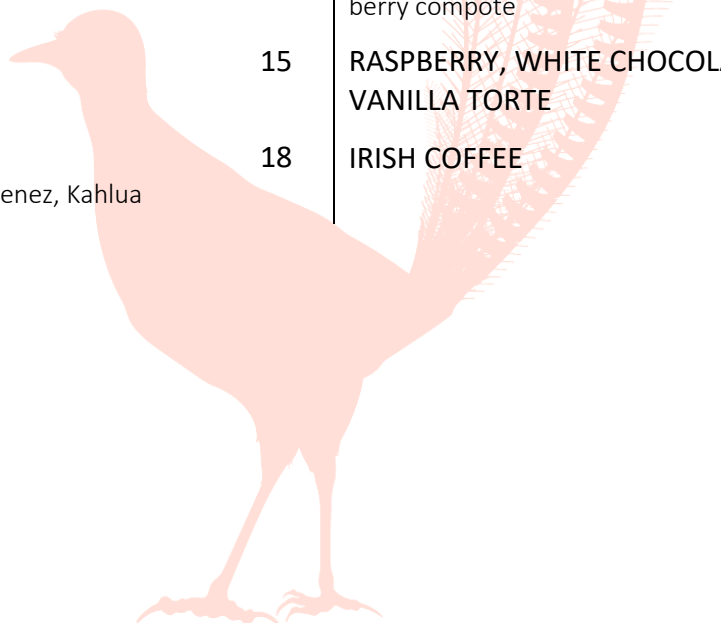 15
18
enez, Kahlua
berry compote
RASPBERRY, WHITE CHOCOL
VANILLA TORTE
IRISH COFFEE